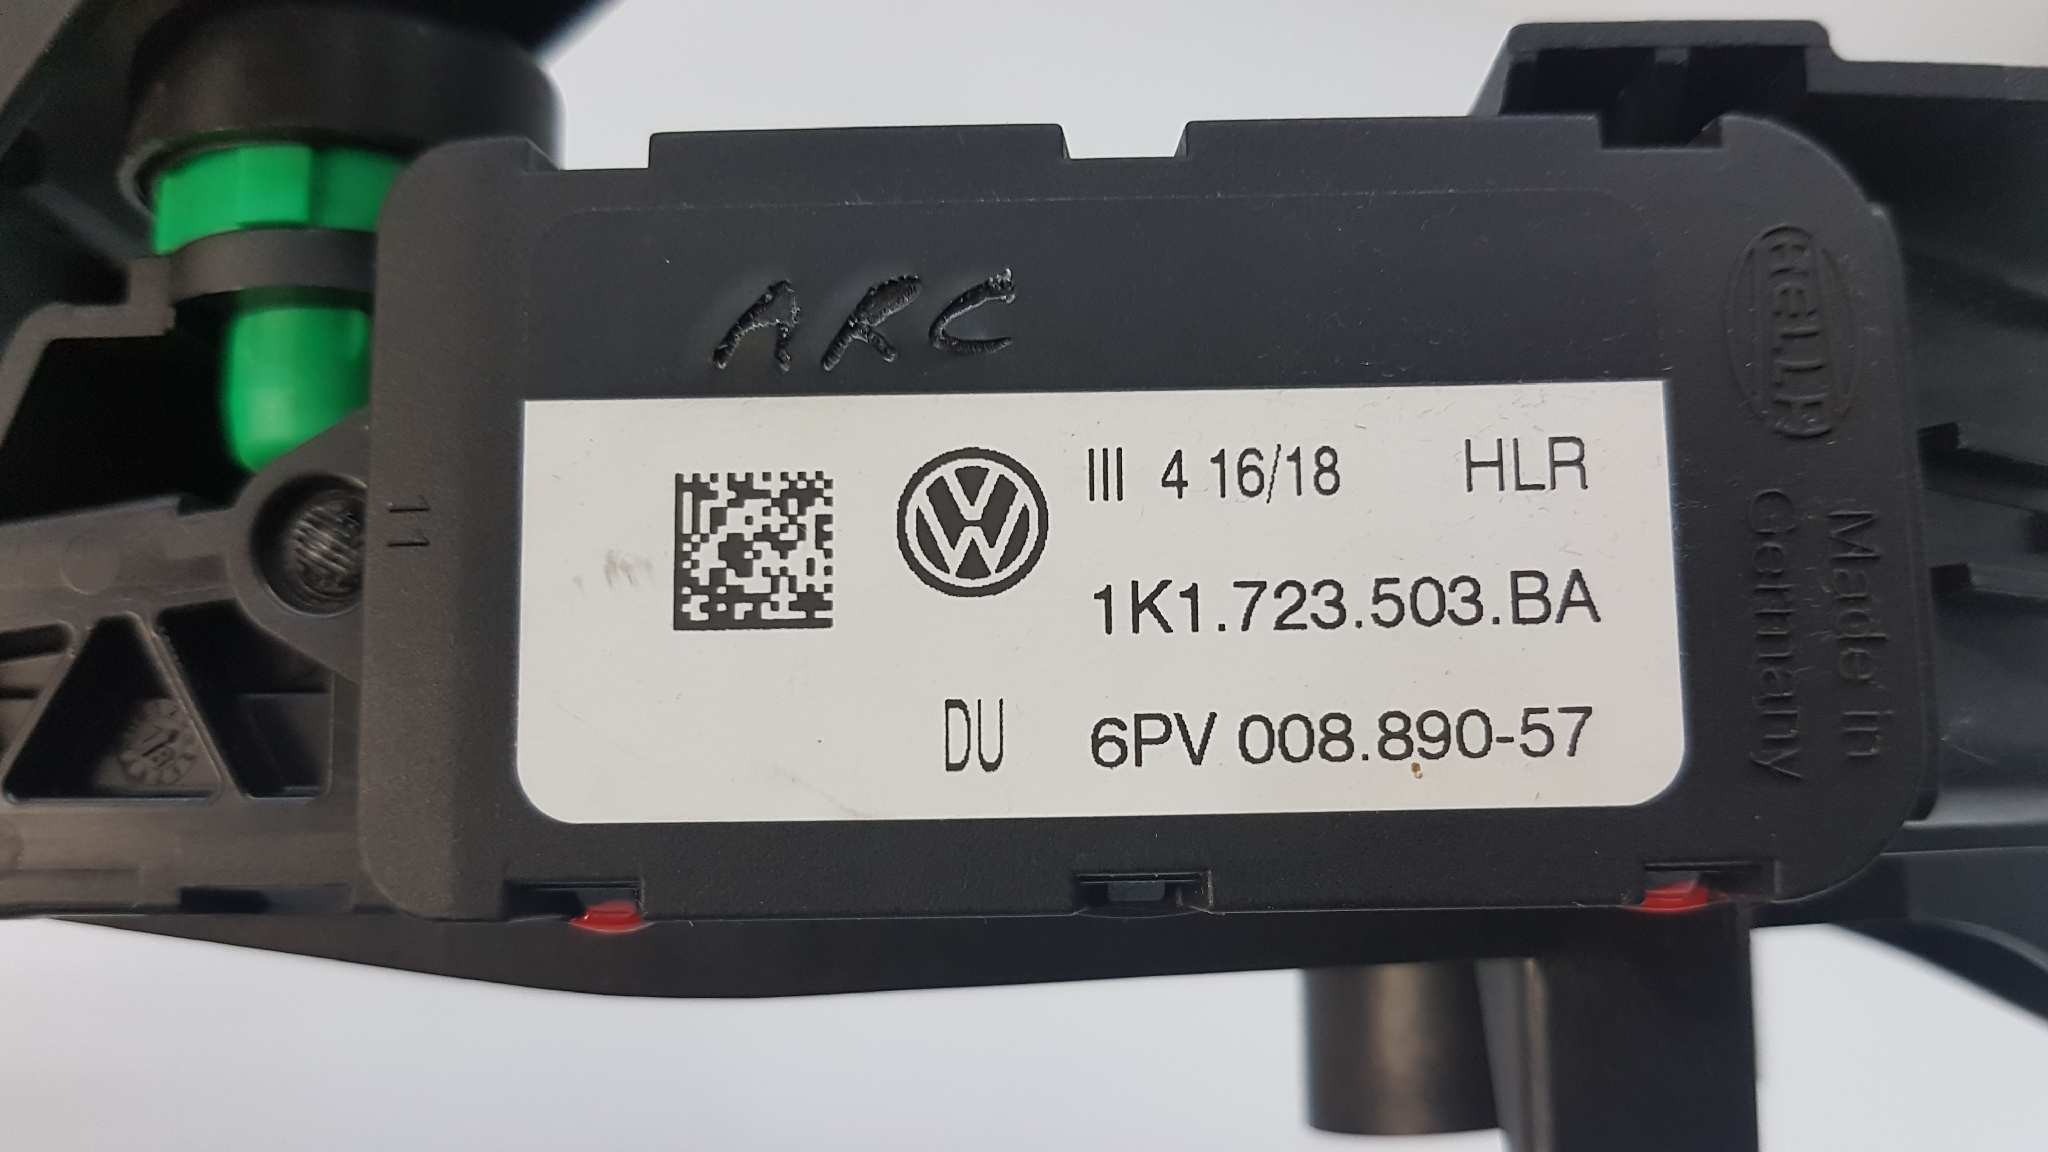 ARC
III 4 16/18 HLR
1K1.723.503.BA
DU 6PV 008.890-57
HELLA
Made in
Germany
11